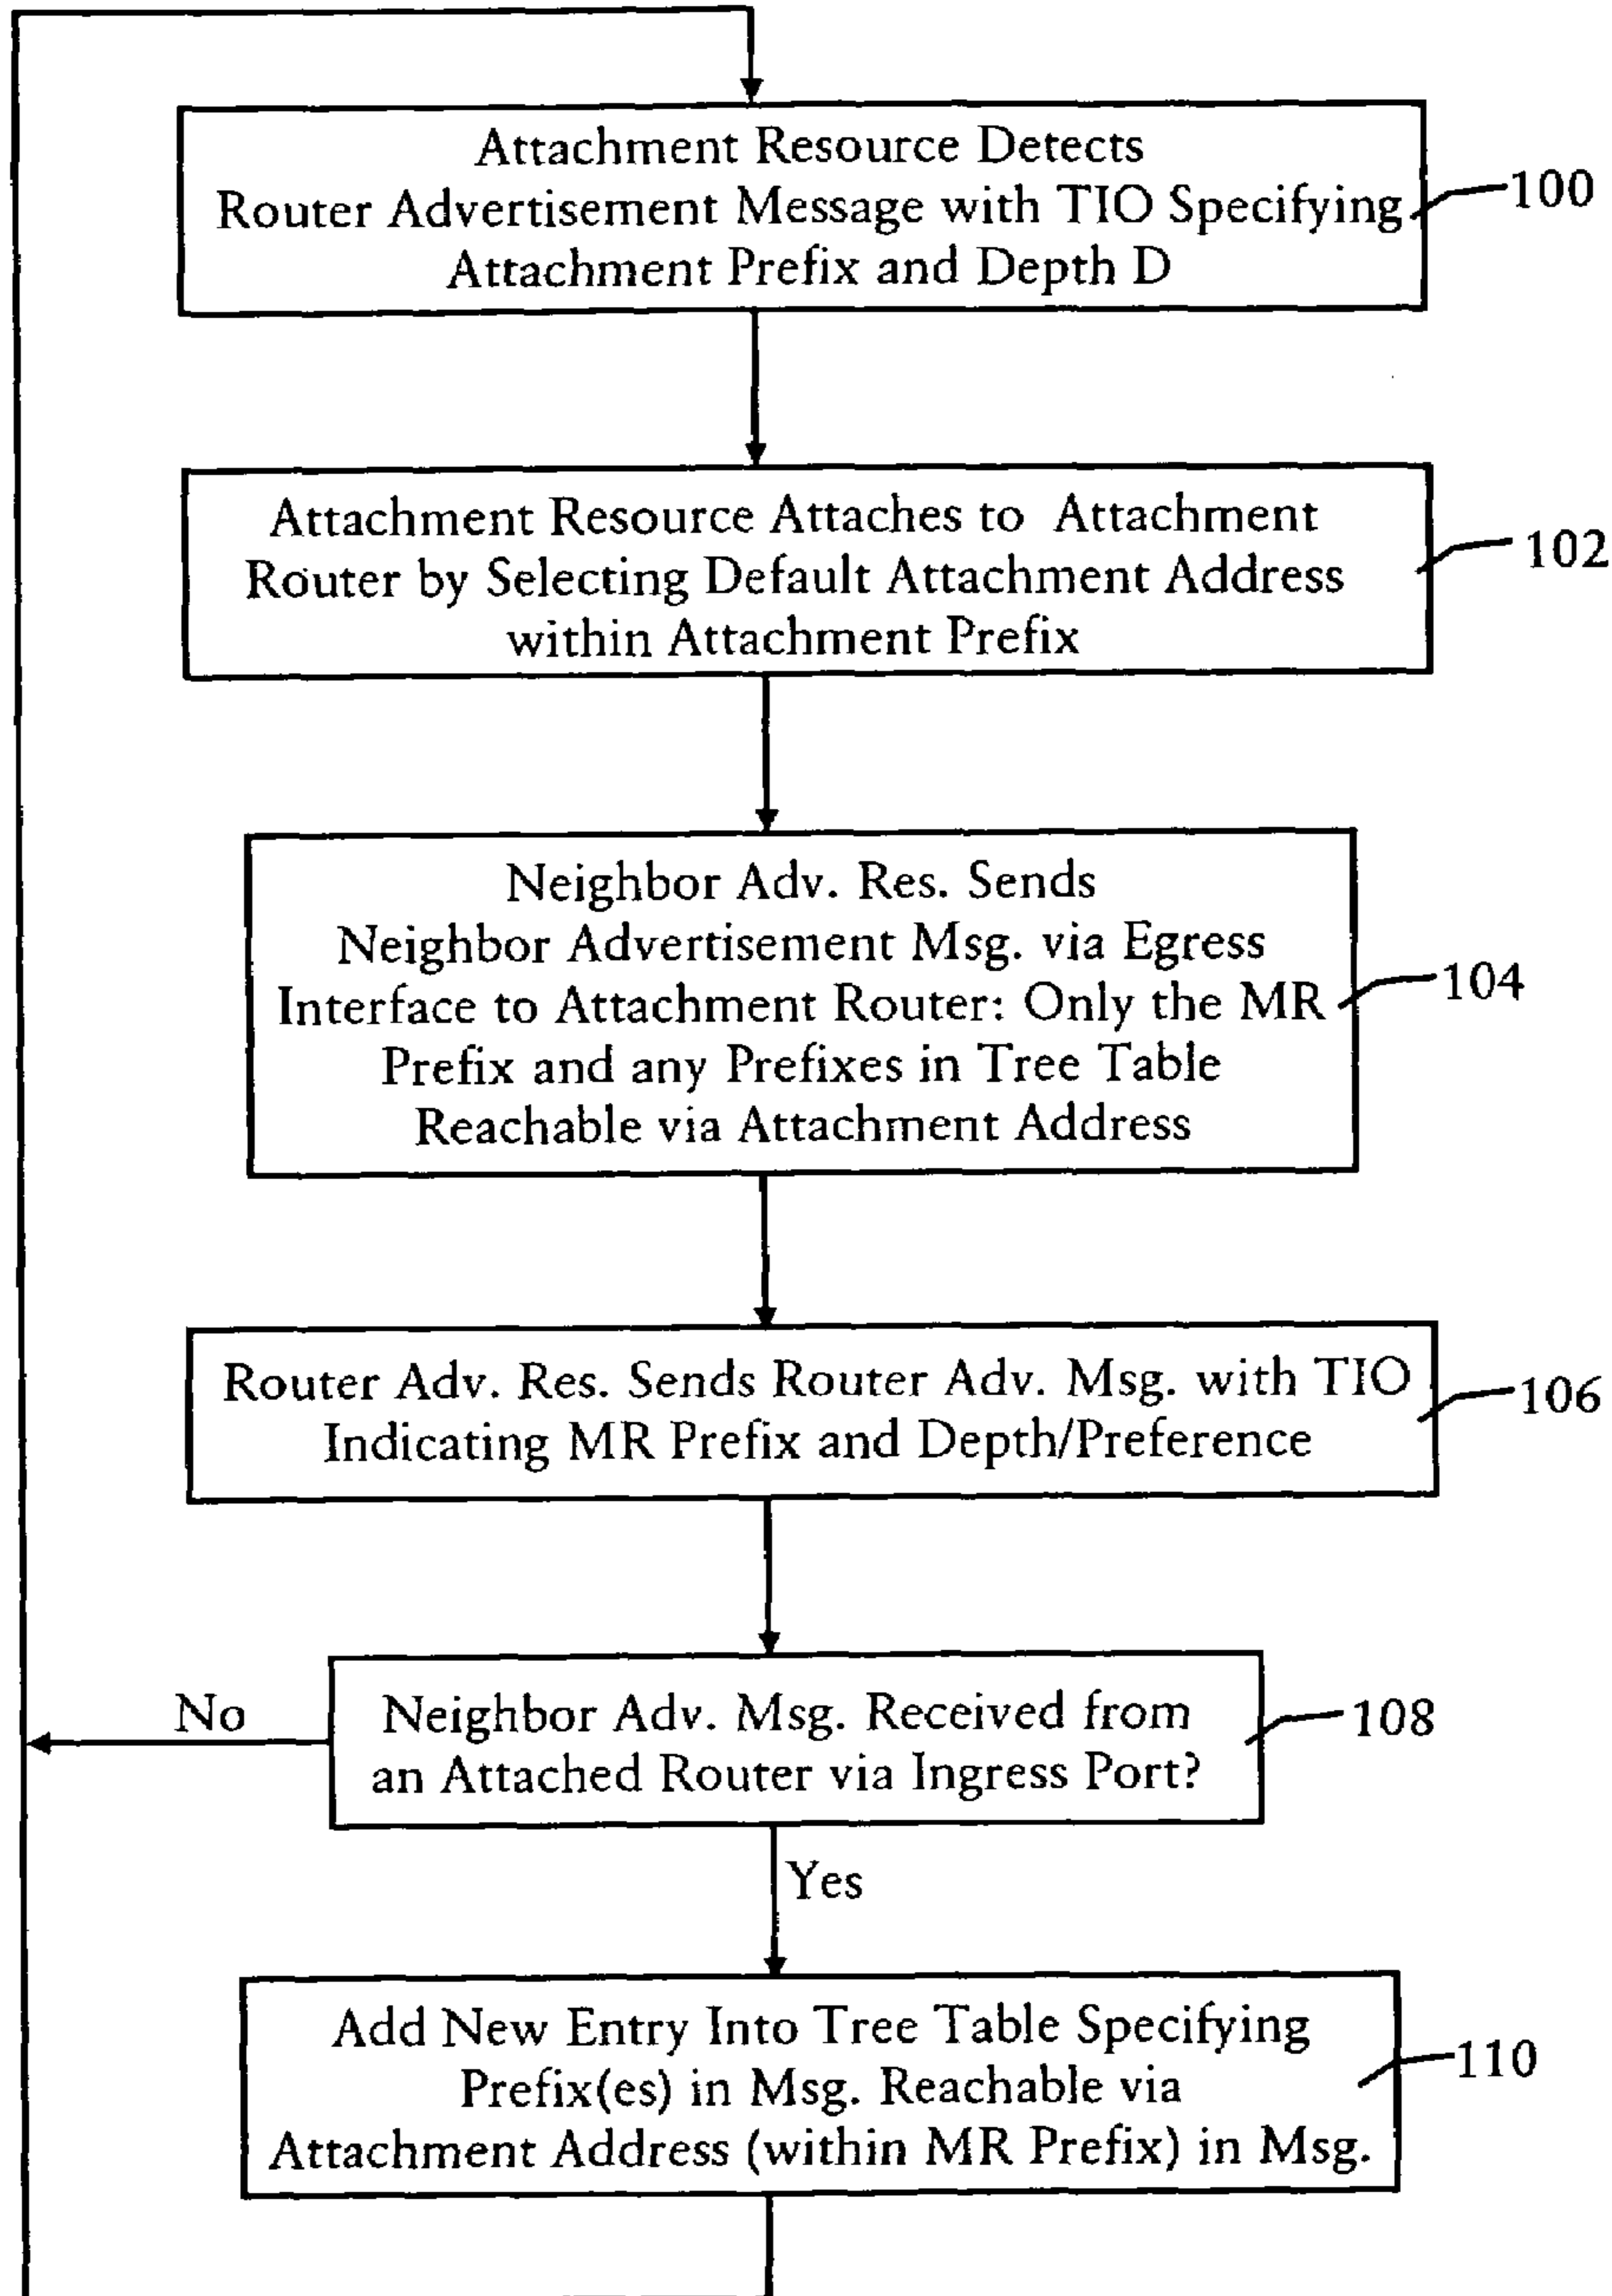 Attachment Resource Detects
Router Advertisement Message with TIO Specifying
Attachment Prefix and Depth D
100
Attachment Resource Attaches to Attachment
Router by Selecting Default Attachment Address
within Attachment Prefix
102
Neighbor Adv. Res. Sends
Neighbor Advertisement Msg. via Egress
Interface to Attachment Router: Only the MR
Prefix and any Prefixes in Tree Table
Reachable via Attachment Address
104
Router Adv. Res. Sends Router Adv. Msg. with TIO
Indicating MR Prefix and Depth/Preference
106
Neighbor Adv. Msg. Received from
an Attached Router via Ingress Port?
108
No
Yes
Add New Entry Into Tree Table Specifying
Prefix(es) in Msg. Reachable via
Attachment Address (within MR Prefix) in Msg.
110